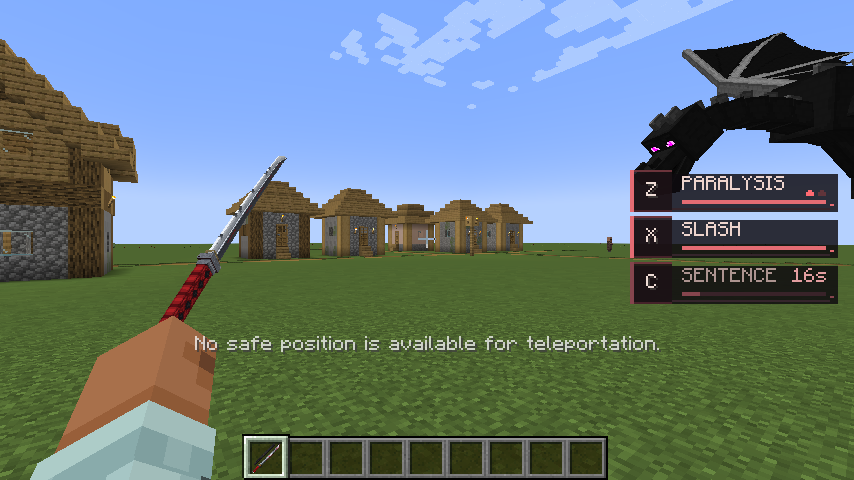 Z PARALYSIS
X SLASH
C SENTENCE 16s
No safe position is available for teleportation.